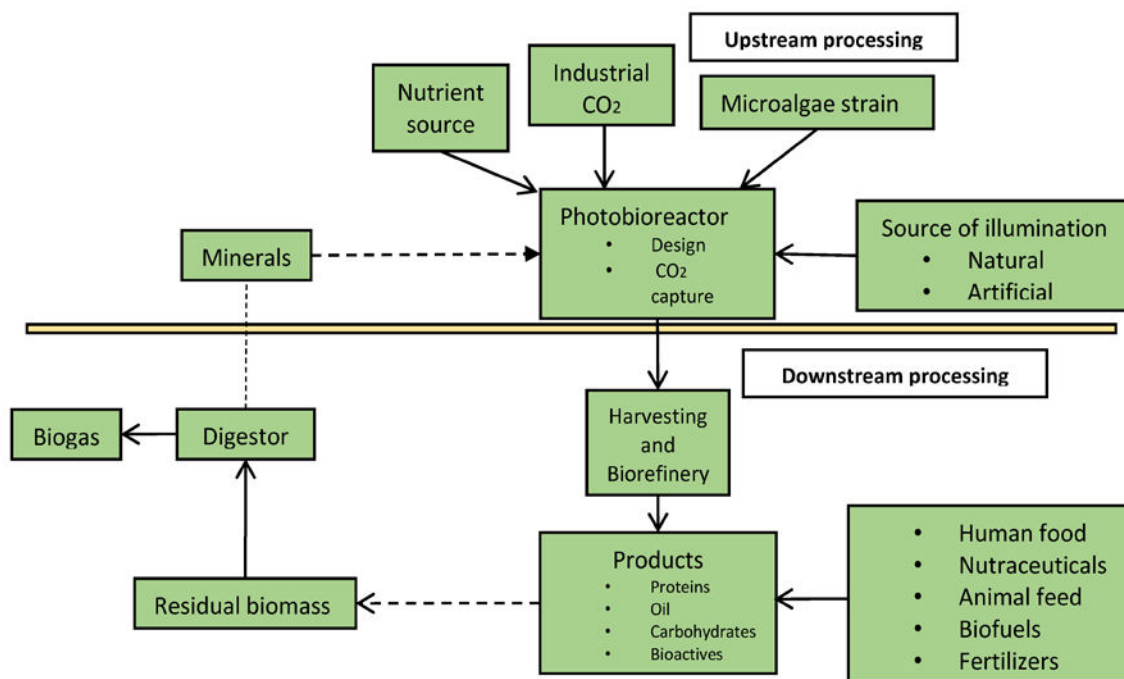 Upstream processing
Nutrient
source
Industrial
CO₂
Microalgae strain
Photobioreactor
• Design
• CO₂
capture
Source of illumination
• Natural
• Artificial
Minerals
Downstream processing
Harvesting
and
Biorefinery
Biogas
Digestor
Products
• Proteins
• Oil
• Carbohydrates
• Bioactives
Residual biomass
• Human food
• Nutraceuticals
• Animal feed
• Biofuels
• Fertilizers